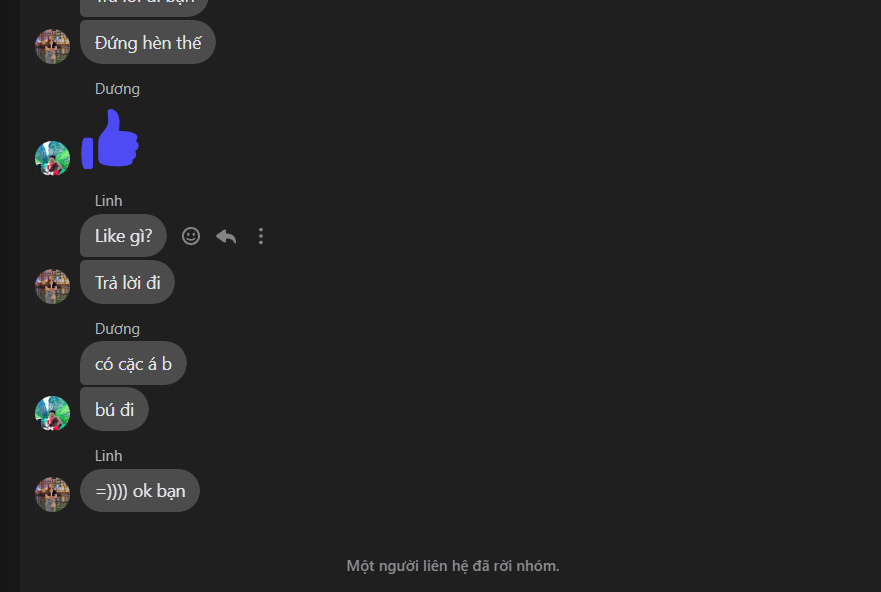 Đứng hèn thế
Dương
Linh
Like gì?
Trả lời đi
Dương
có cặc á b
bú đi
Linh
=)))) ok bạn
Một người liên hệ đã rời nhóm.